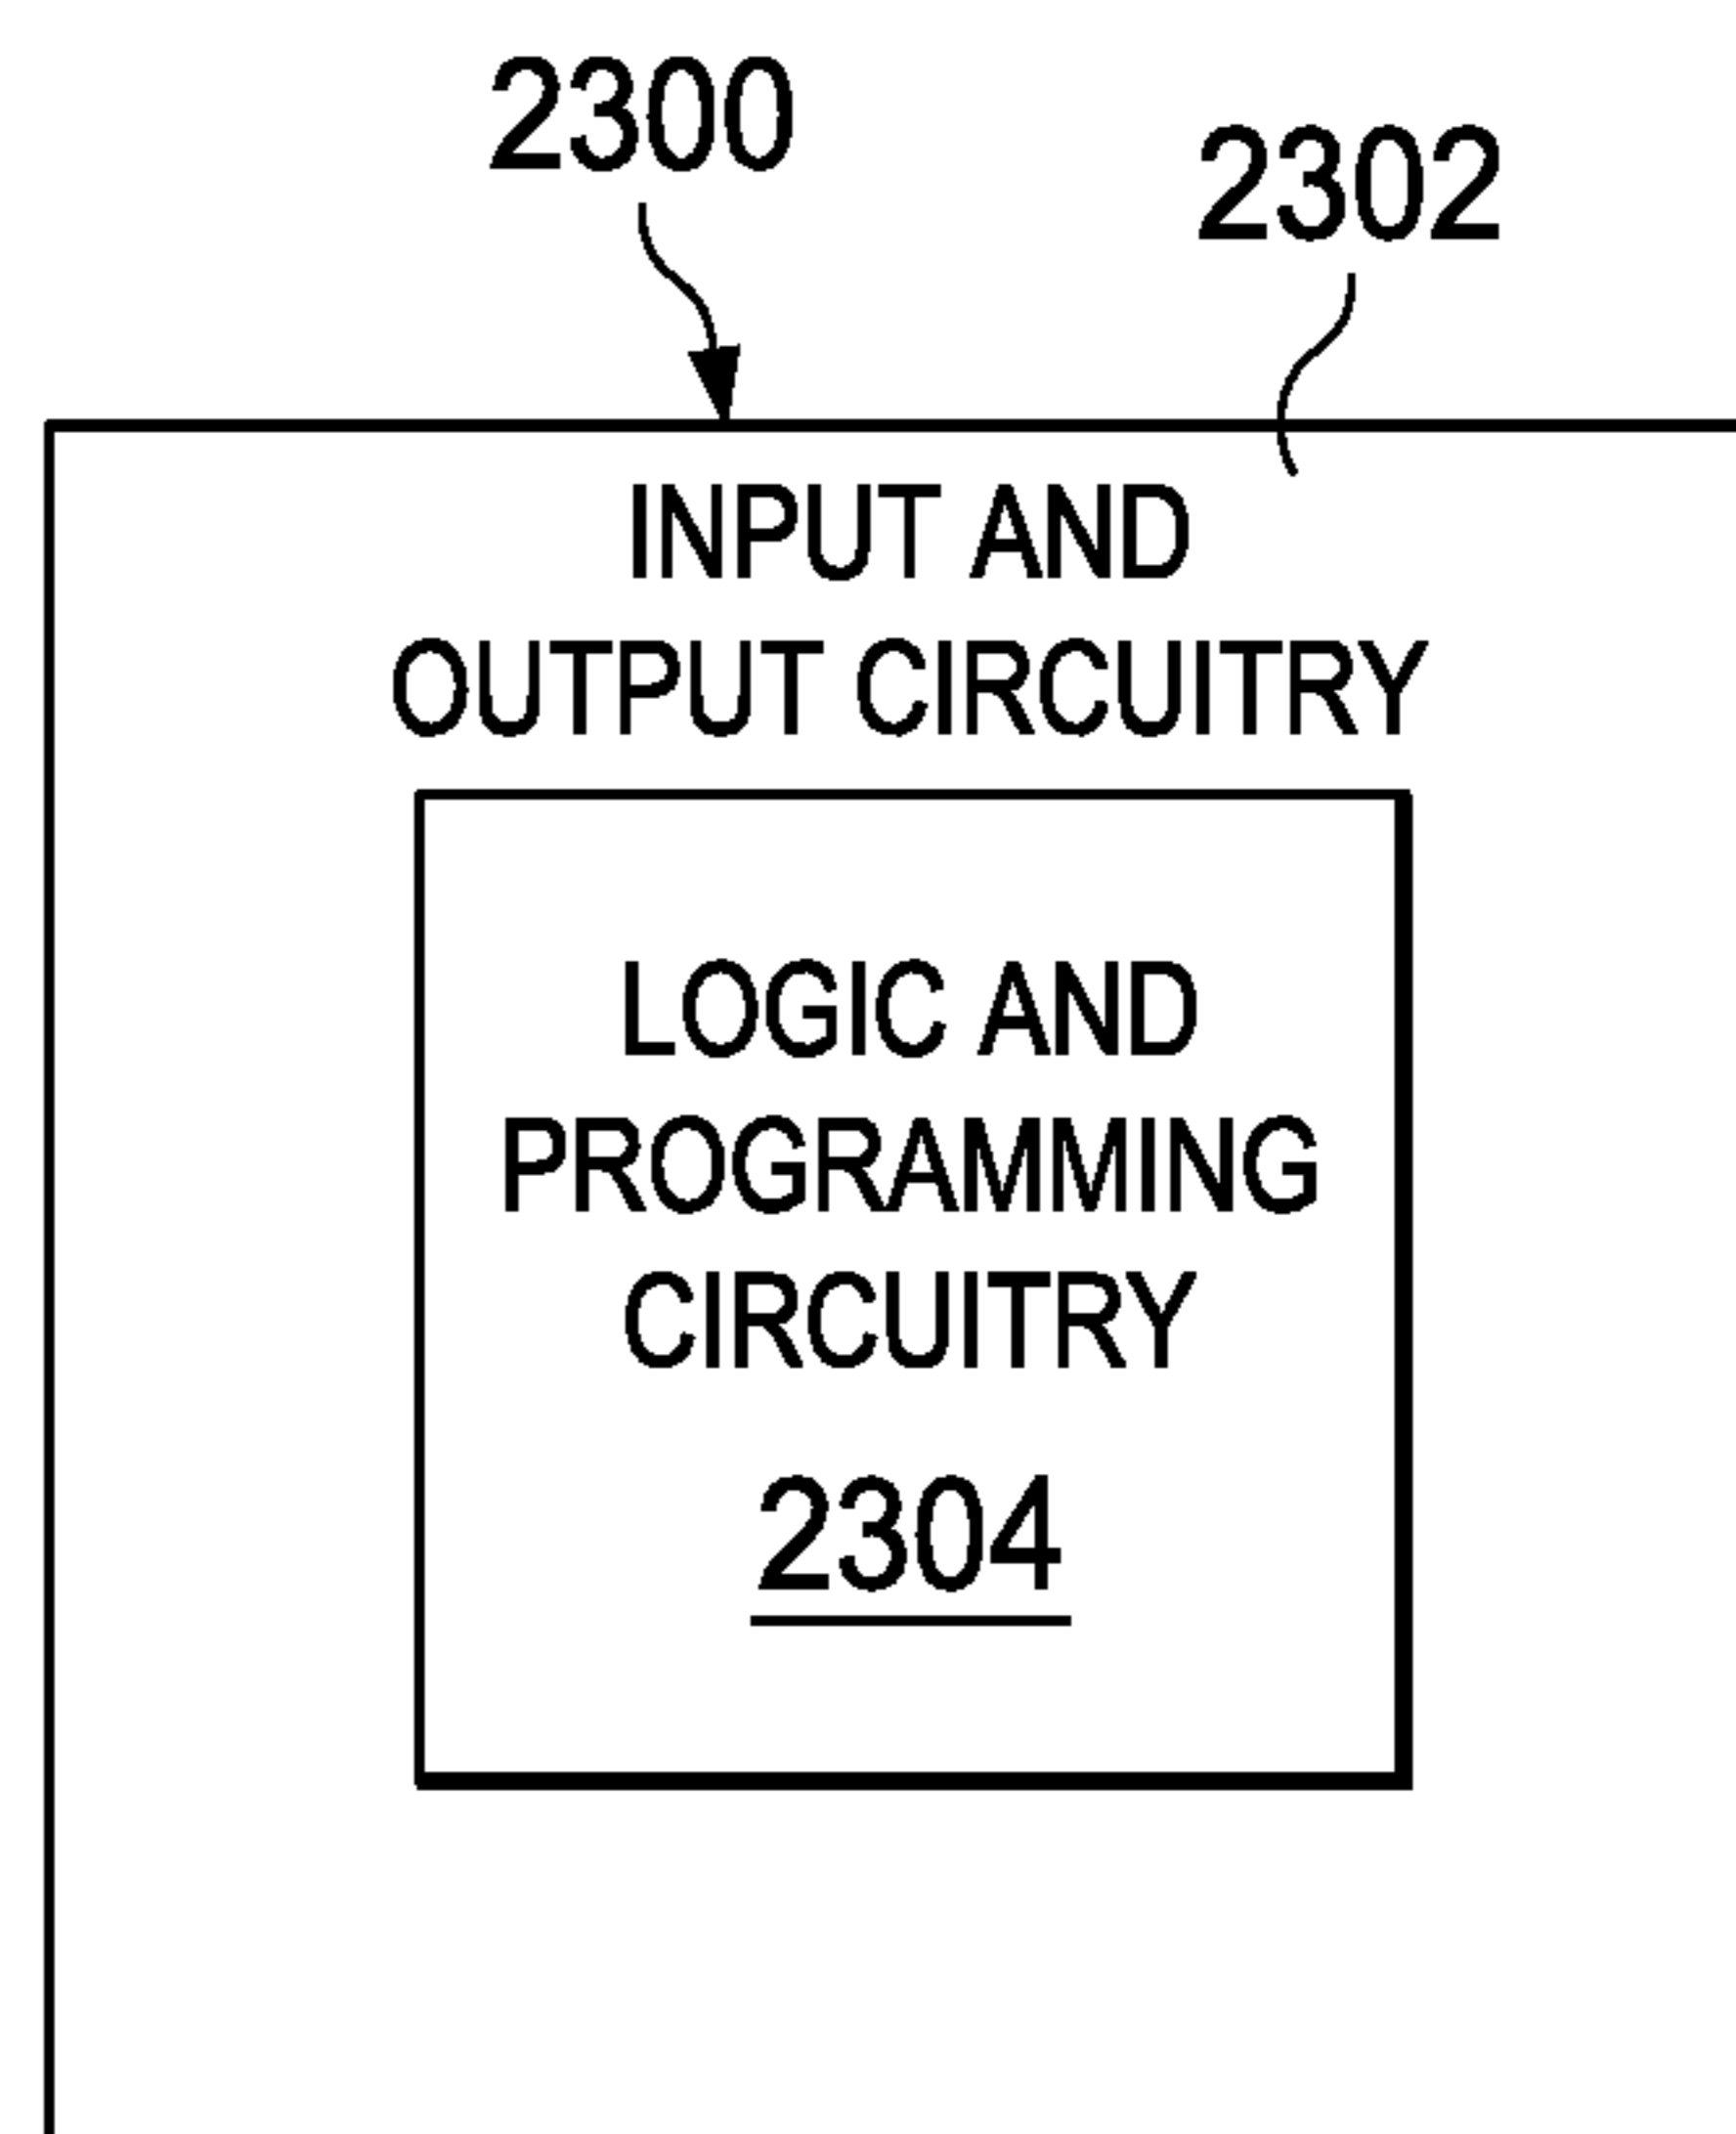 2300
2302
INPUT AND
OUTPUT CIRCUITRY
LOGIC AND
PROGRAMMING
CIRCUITRY
2304